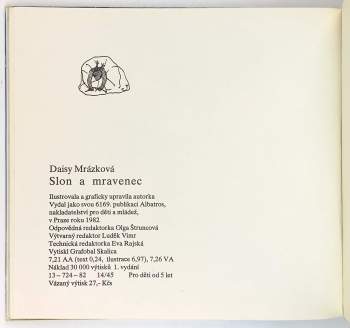 Daisy Mrázková
Slon a mravenec
Ilustrovala a graficky upravila autorka
Vydal jako svou 6169. publikaci Albatros,
nakladatelství pro děti a mládež,
v Praze roku 1982
Odpovědná redaktorka Olga Štruncová
Výtvarný redaktor Luděk Vimr
Technická redaktorka Eva Rajská
Vytiskl Grafobal Skalica
7,21 AA (text 0,24, ilustrace 6,97), 7,26 VA
Náklad 30 000 výtisků 1. vydání
13 – 724 – 82 14/45 Pro děti od 5 let
Vázaný výtisk 27,– Kčs